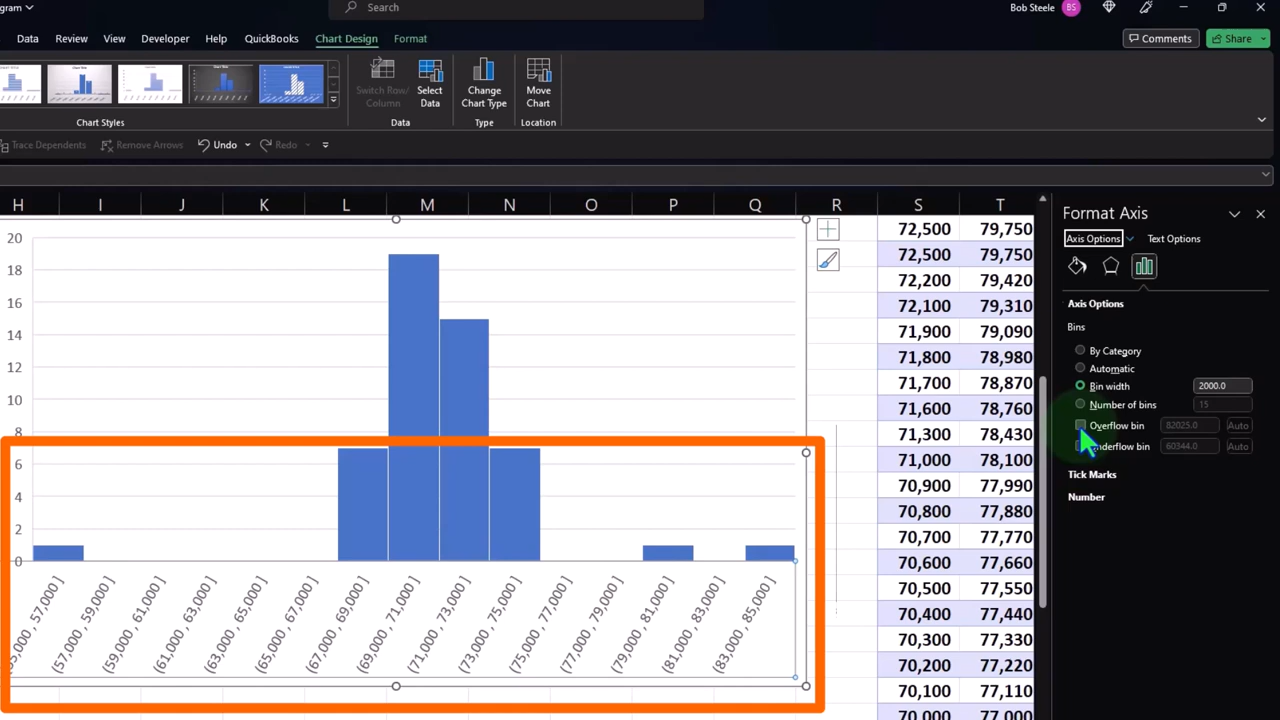 gram
Search
Bob Steele BS
Data Review View Developer Help QuickBooks Chart Design Format
Comments Share
Switch Row/ Column
Select Data
Change Chart Type
Move Chart
Chart Styles Data Type Location
Trace Dependents Remove Arrows Undo Redo
H I J K L M N O P Q R S T
20
18
16
14
12
10
8
6
4
2
0
57,000 ]
(57,000 , 59,000 ]
(59,000 , 61,000 ]
(61,000 , 63,000 ]
(63,000 , 65,000 ]
(65,000 , 67,000 ]
(67,000 , 69,000 ]
(69,000 , 71,000 ]
(71,000 , 73,000 ]
(73,000 , 75,000 ]
(75,000 , 77,000 ]
(77,000 , 79,000 ]
(79,000 , 81,000 ]
(81,000 , 83,000 ]
(83,000 , 85,000 ]
72,500 79,750
72,500 79,750
72,200 79,420
72,100 79,310
71,900 79,090
71,800 78,980
71,700 78,870
71,600 78,760
71,300 78,430
71,000 78,100
70,900 77,990
70,800 77,880
70,700 77,770
70,600 77,660
70,500 77,550
70,400 77,440
70,300 77,330
70,200 77,220
70,100 77,110
70,000 77,000
Format Axis
Axis Options Text Options
Axis Options
Bins
By Category
Automatic
Bin width 2000.0
Number of bins 15
Overflow bin 82025.0 Auto
derflow bin 60344.0 Auto
Tick Marks
Number